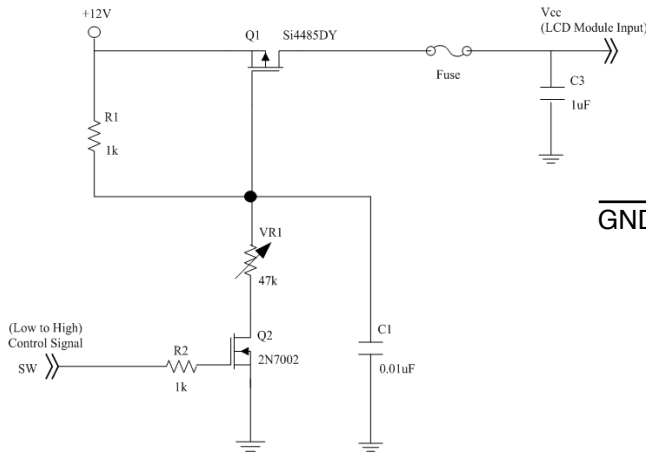 +12V
Q1
Si4485DY
Vcc
(LCD Module Input)
Fuse
C3
1uF
R1
1k
GND
VR1
47k
(Low to High)
Control Signal
SW
R2
1k
Q2
2N7002
C1
0.01uF